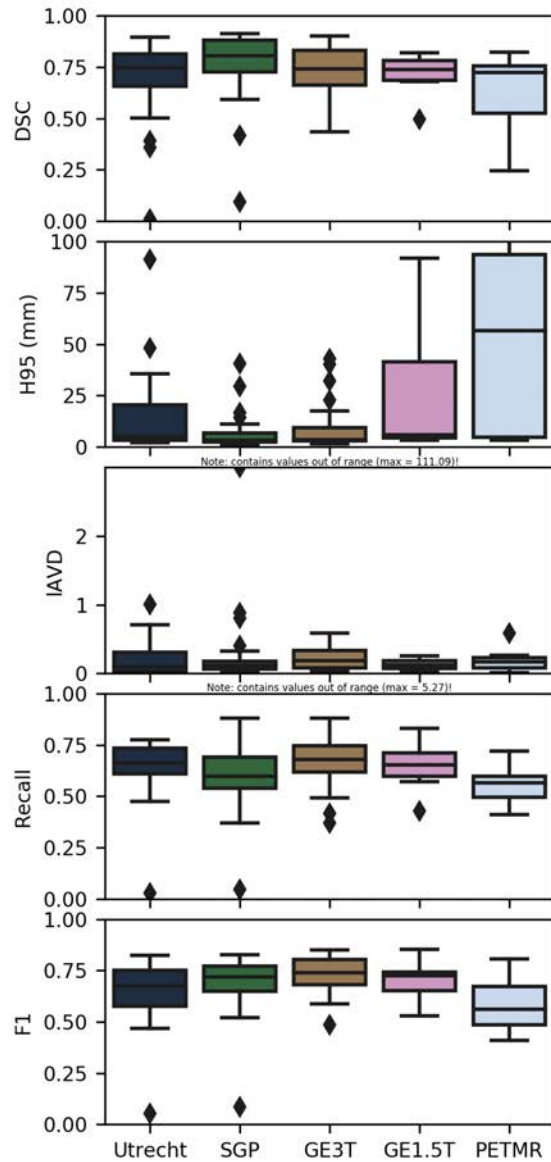 1.00
0.75
0.50
0.25
0.00
DSC
100
75
50
25
0
H95 (mm)
Note: contains values out of range (max = 111.09)!
2
1
0
lAVD
Note: contains values out of range (max = 5.27)!
1.00
0.75
0.50
0.25
0.00
Recall
1.00
0.75
0.50
0.25
0.00
F1
Utrecht SGP GE3T GE1.5T PETMR